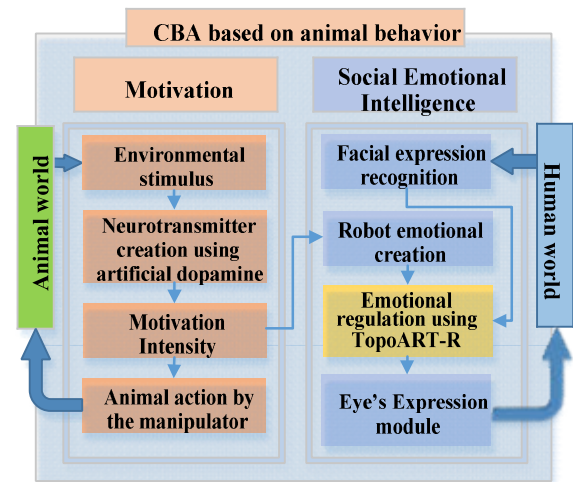 CBA based on animal behavior
Motivation
Social Emotional
Intelligence
Animal world
Environmental
stimulus
Neurotransmitter
creation using
artificial dopamine
Motivation
Intensity
Animal action by
the manipulator
Facial expression
recognition
Robot emotional
creation
Emotional
regulation using
TopoART-R
Eye's Expression
module
Human world